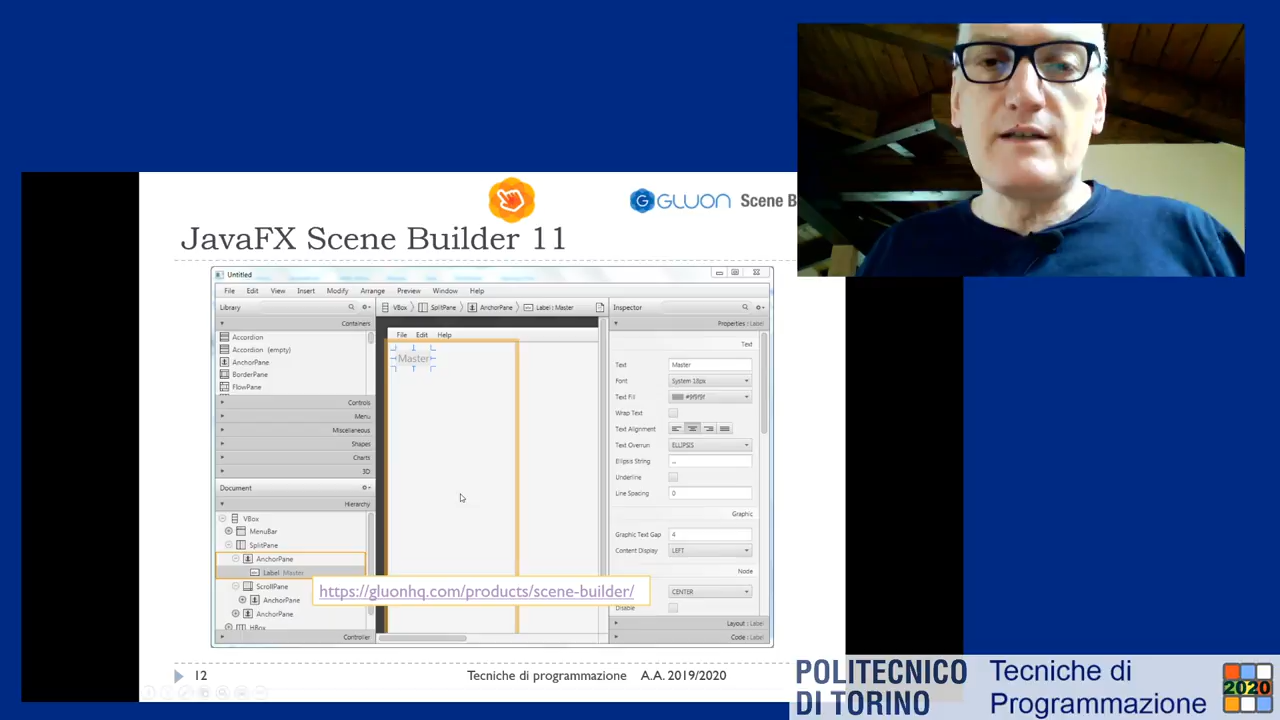 GLUON Scene B
JavaFX Scene Builder 11
Untitled
File Edit View Insert Modify Arrange Preview Window Help
Library
VBox SplitPane AnchorPane Label : Master
Inspector
Containers
Properties : Label
Accordion
Accordion (empty)
AnchorPane
BorderPane
FlowPane
Controls
Menu
Miscellaneous
Shapes
Charts
3D
Document
Hierarchy
VBox
MenuBar
SplitPane
AnchorPane
Label Master
ScrollPane
AnchorPane
AnchorPane
HBox
Controller
File Edit Help
Master
Text
Text Master
Font System 18px
Text Fill #9f9f9f
Wrap Text
Text Alignment
Text Overrun ELLIPSIS
Ellipsis String ...
Underline
Line Spacing 0
Graphic
Graphic Text Gap 4
Content Display LEFT
Node
CENTER
Disable
Layout : Label
Code : Label
https://gluonhq.com/products/scene-builder/
12
Tecniche di programmazione A.A. 2019/2020
POLITECNICO
DI TORINO
Tecniche di
Programmazione
2020